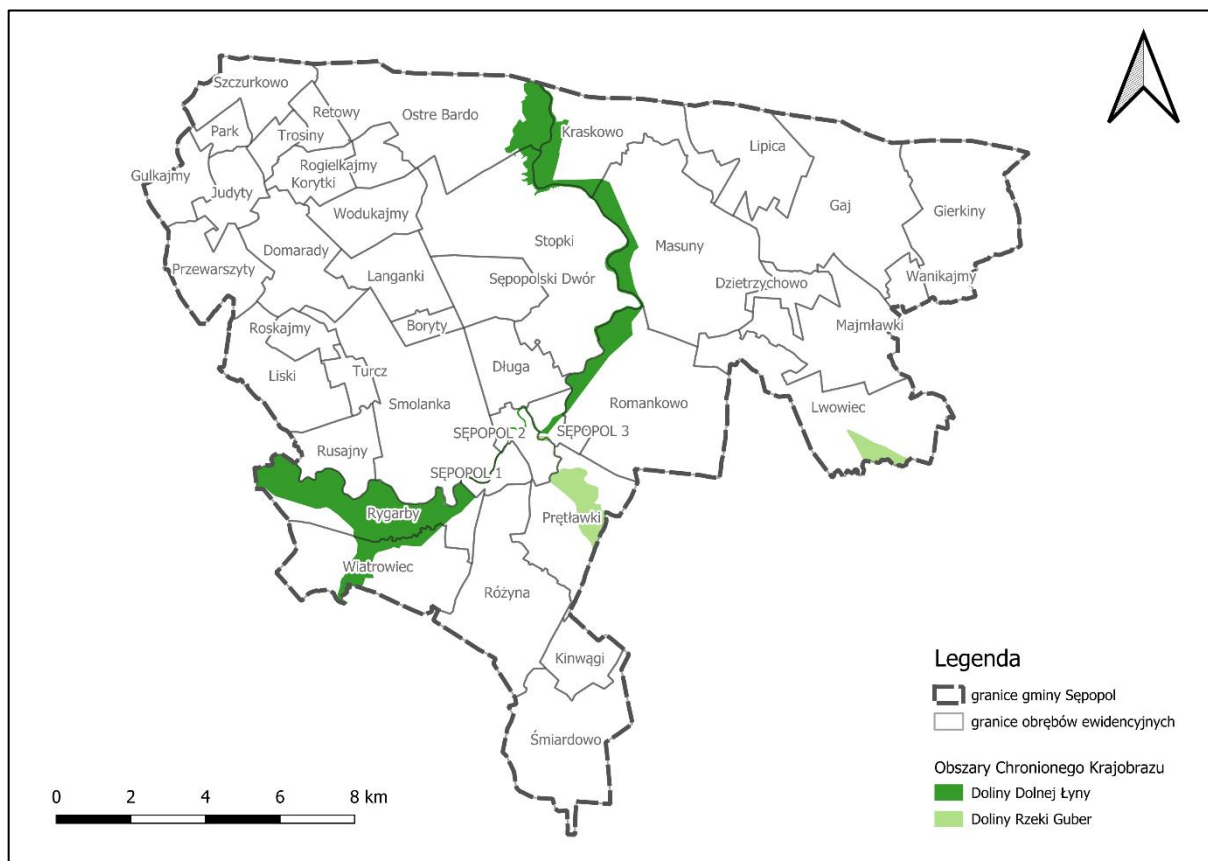 Szczurkowo
Retowy
Ostre Bardo
Park
Trosiny
Kraskowo
Lipica
Gulkajmy
Rogielkajmy
Korytki
Judyty
Wodukajmy
Gaj
Gierkiny
Domarady
Stopki
Masuny
Przewarszyty
Langanki
Sępopolski Dwór
Dzietrzychowo
Wanikajmy
Roskajmy
Boryty
Majmławki
Liski
Turcz
Długa
Smolanka
Romankowo
Lwowiec
SĘPOPOL 2
SĘPOPOL 3
Rusajny
SĘPOPOL 1
Rygarby
Prętławki
Wiatrowiec
Różyna
Kinwągi
Śmiardowo
Legenda
granice gminy Sępopol
granice obrębów ewidencyjnych
Obszary Chronionego Krajobrazu
Doliny Dolnej Łyny
Doliny Rzeki Guber
0 2 4 6 8 km